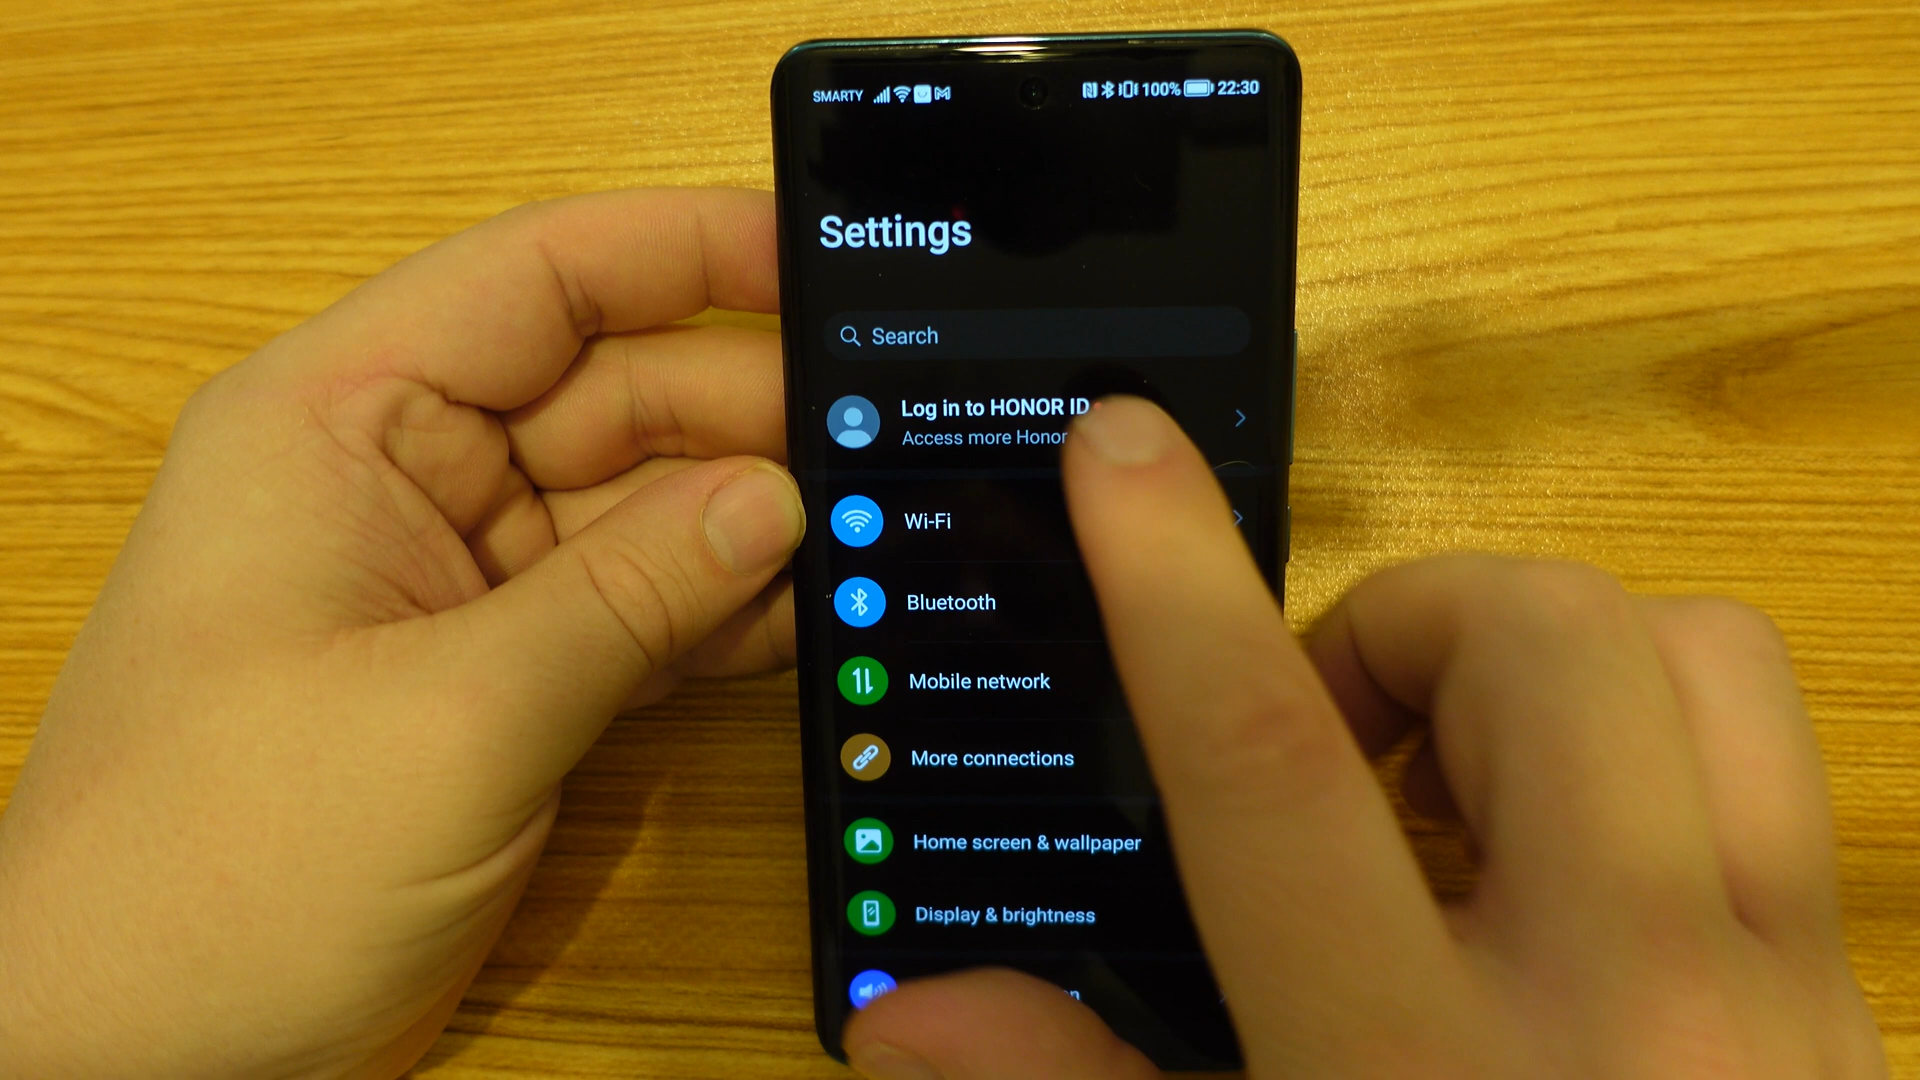 SMARTY 100% 22:30
Settings
Search
Log in to HONOR ID
Access more Honor
Wi-Fi
Bluetooth
Mobile network
More connections
Home screen & wallpaper
Display & brightness